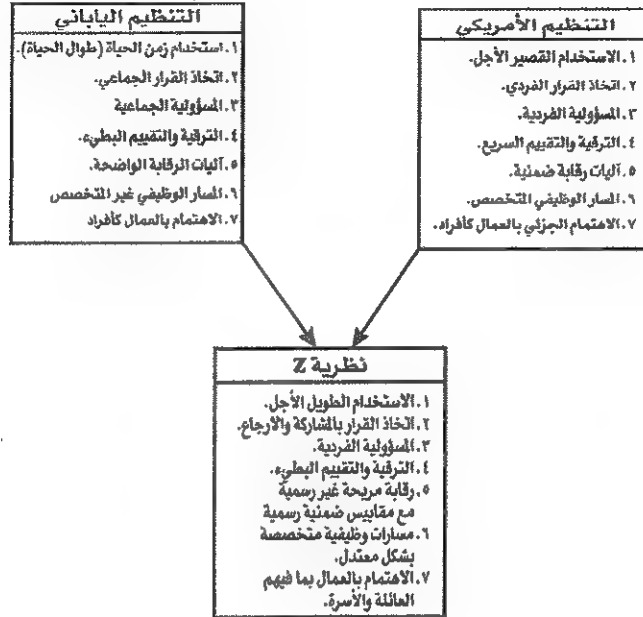 التنظيم الأمريكي
١. الاستخدام القصير الأجل.
٢. اتخاذ القرار الفردي.
٣. المسؤولية الفردية.
٤. الترقية والتقييم السريع.
٥. آليات رقابة ضمنية.
٦. المسار الوظيفي المتخصص.
٧. الاهتمام الجزئي بالعمال كأفراد.
التنظيم الياباني
١. استخدام زمن الحياة (طوال الحياة).
٢. اتخاذ القرار الجماعي.
٣. المسؤولية الجماعية
٤. الترقية والتقييم البطيء.
٥. آليات الرقابة الواضحة.
٦. المسار الوظيفي غير المتخصص
٧. الاهتمام بالعمال كأفراد
نظرية Z
١. الاستخدام الطويل الأجل.
٢. اتخاذ القرار بالمشاركة والارجاع.
٣. المسؤولية الفردية.
٤. الترقية والتقييم البطيء.
٥. رقابة مريحة غير رسمية
مع مقاييس ضمنية رسمية
٦. مسارات وظيفية متخصصة
بشكل معتدل.
٧. الاهتمام بالعمال بما فيهم
العائلة والأسرة.